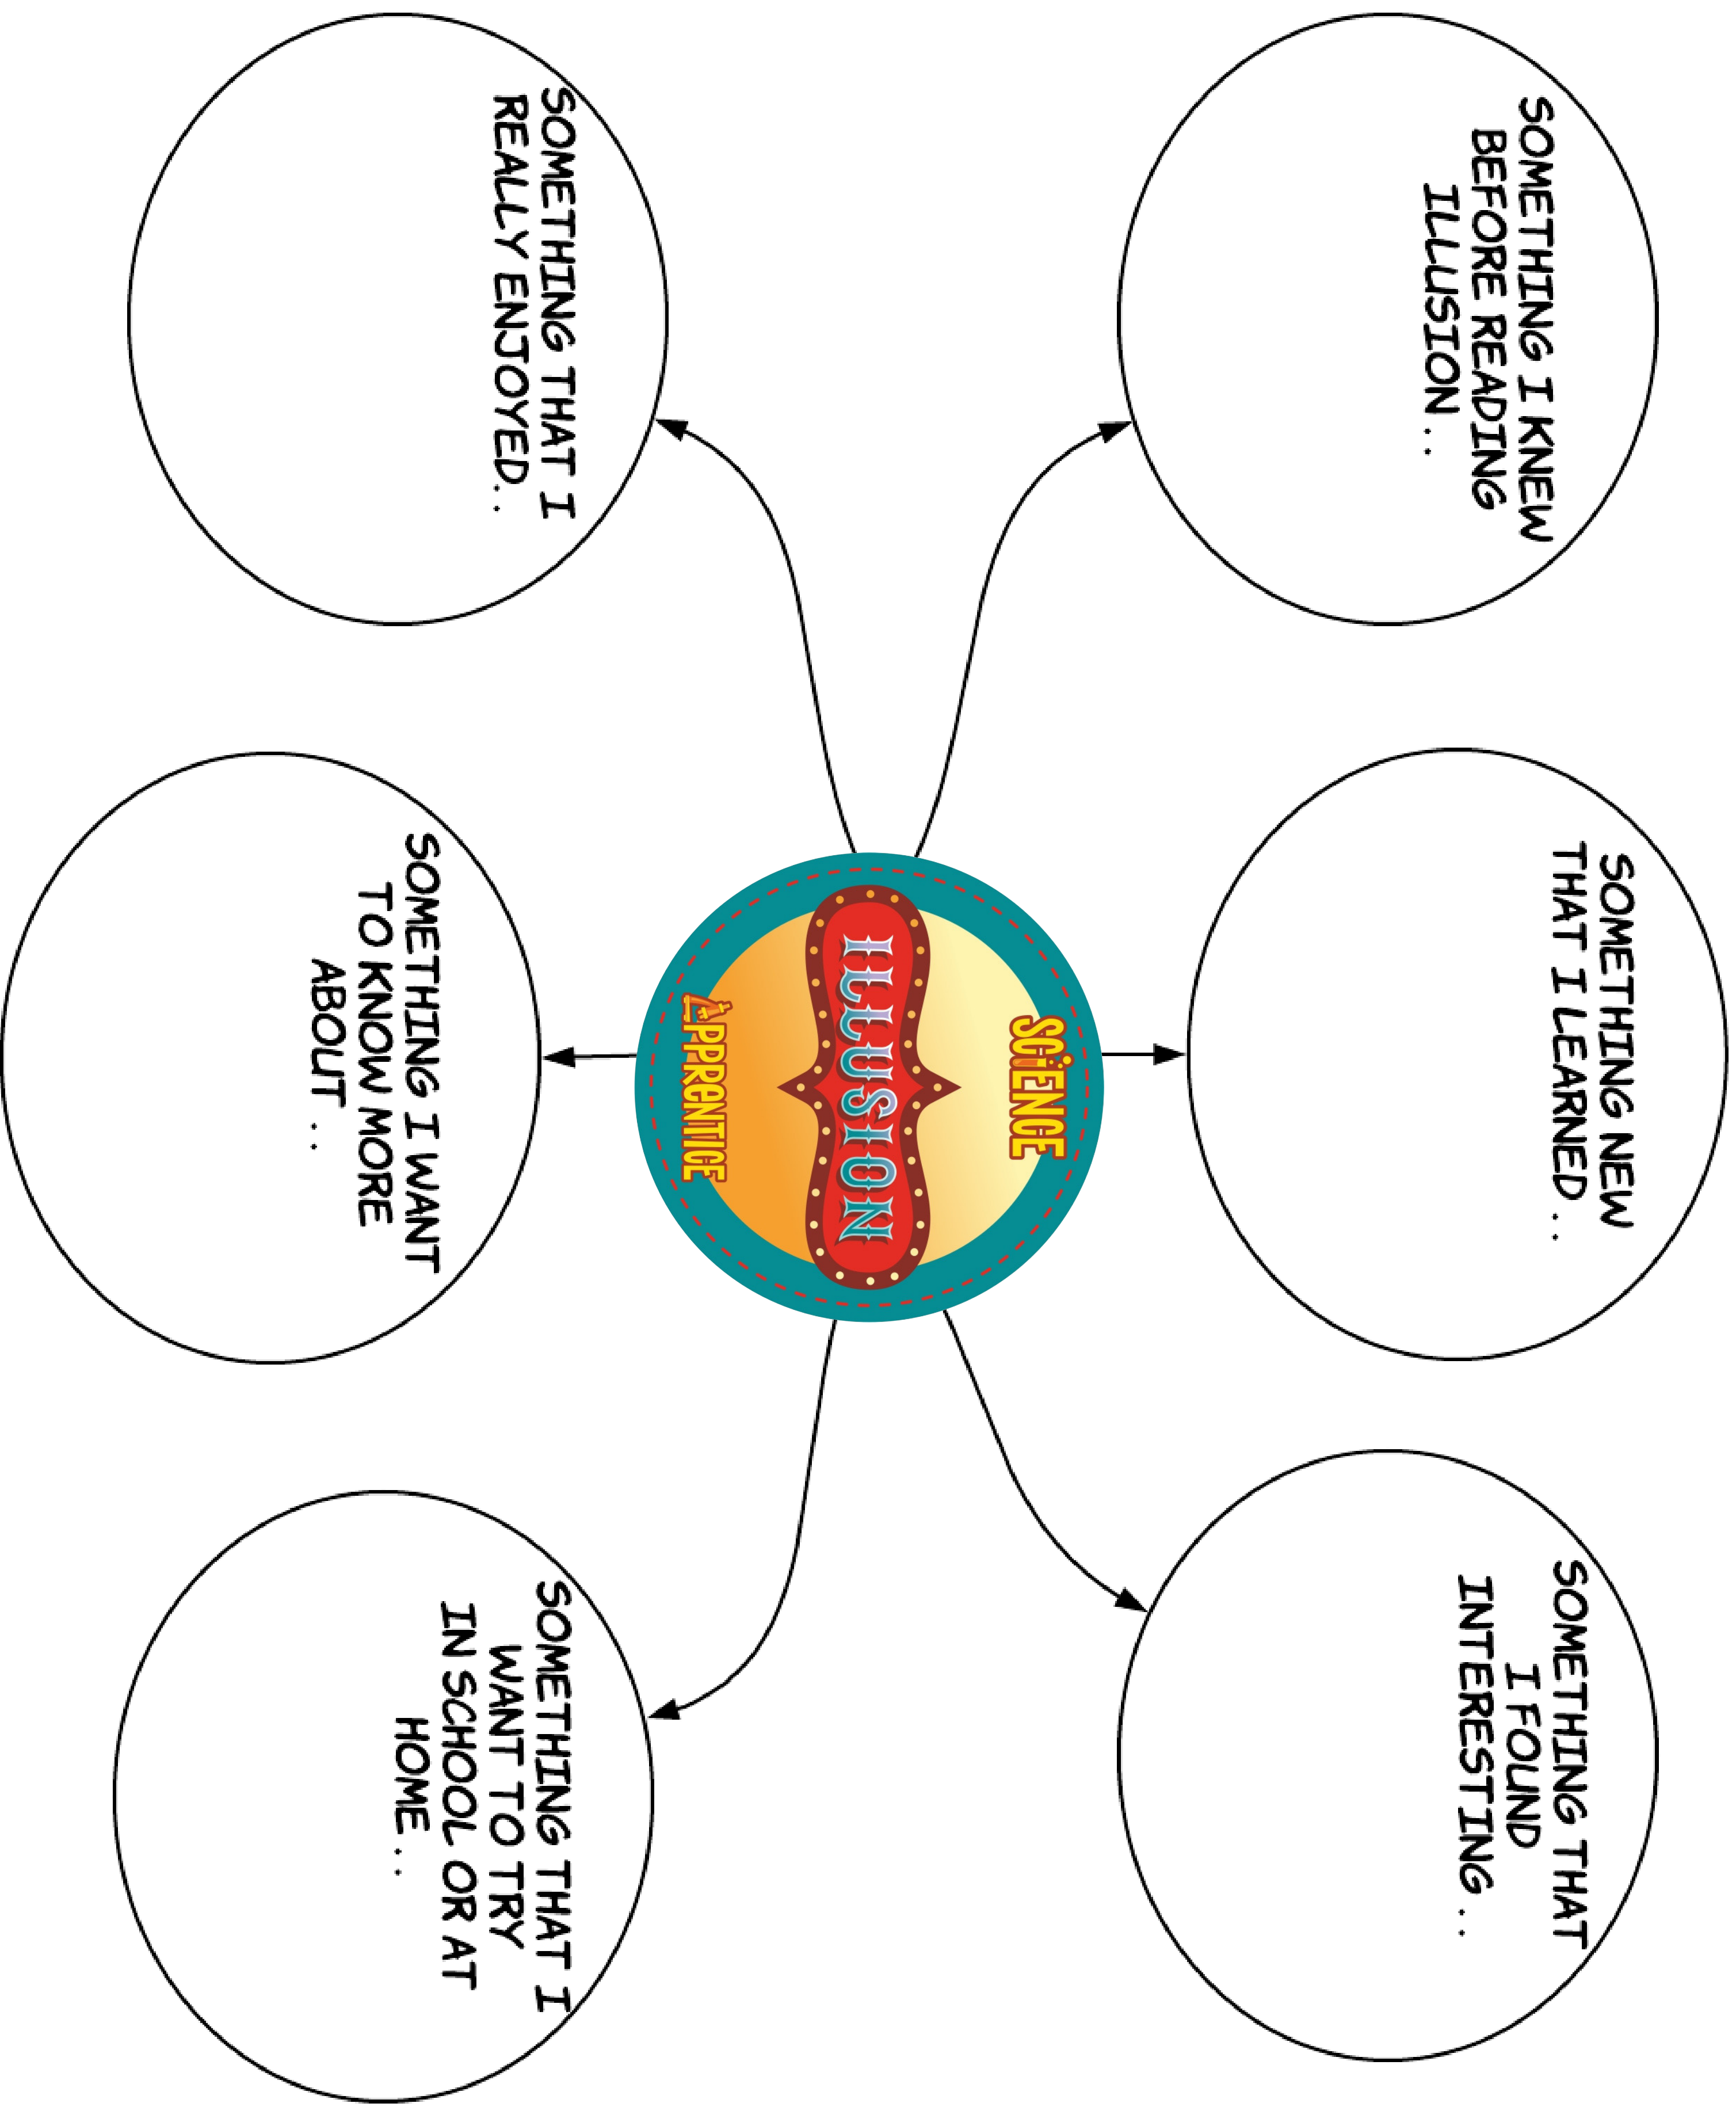 SOMETHING I KNEW
BEFORE READING
ILLUSION..
SOMETHING NEW
THAT I LEARNED..
SOMETHING THAT
I FOUND
INTERESTING..
SCIENCE
ILLUSION
APPRENTICE
SOMETHING THAT I
REALLY ENJOYED..
SOMETHING I WANT
TO KNOW MORE
ABOUT..
SOMETHING THAT I
WANT TO TRY
IN SCHOOL OR AT
HOME..